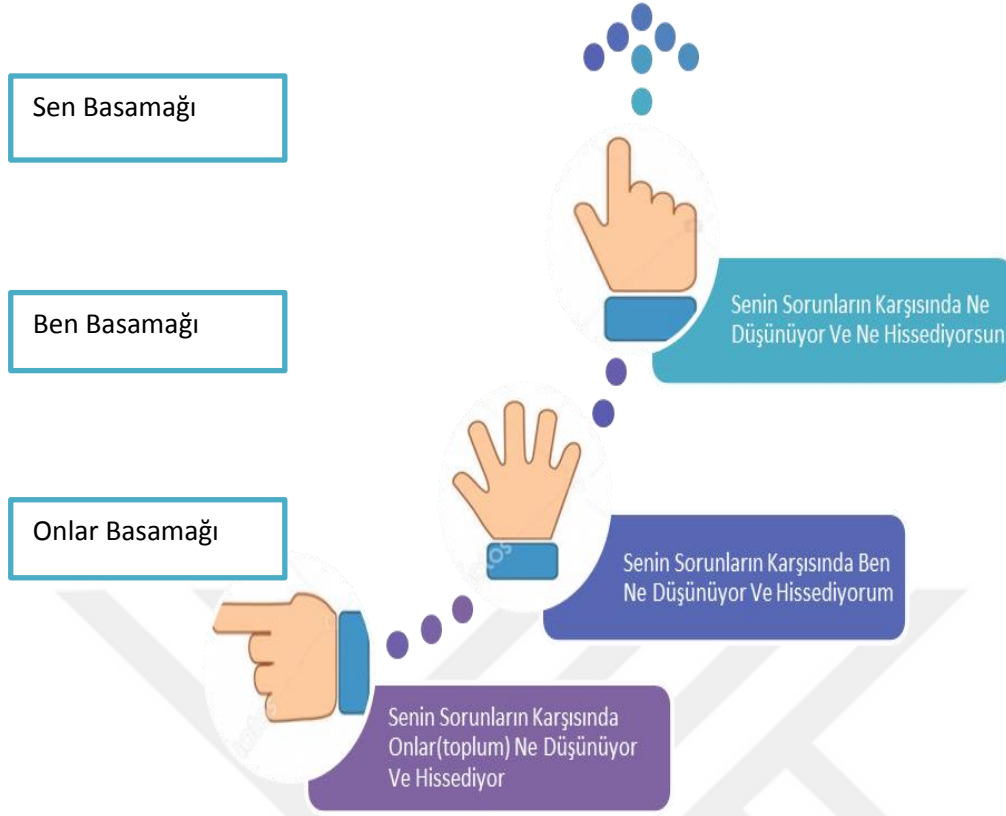 Sen Basamağı
Senin Sorunların Karşısında Ne
Düşünüyor Ve Ne Hissediyorsun
Ben Basamağı
Senin Sorunların Karşısında Ben
Ne Düşünüyor Ve Hissediyorum
Onlar Basamağı
Senin Sorunların Karşısında
Onlar(toplum) Ne Düşünüyor
Ve Hissediyor